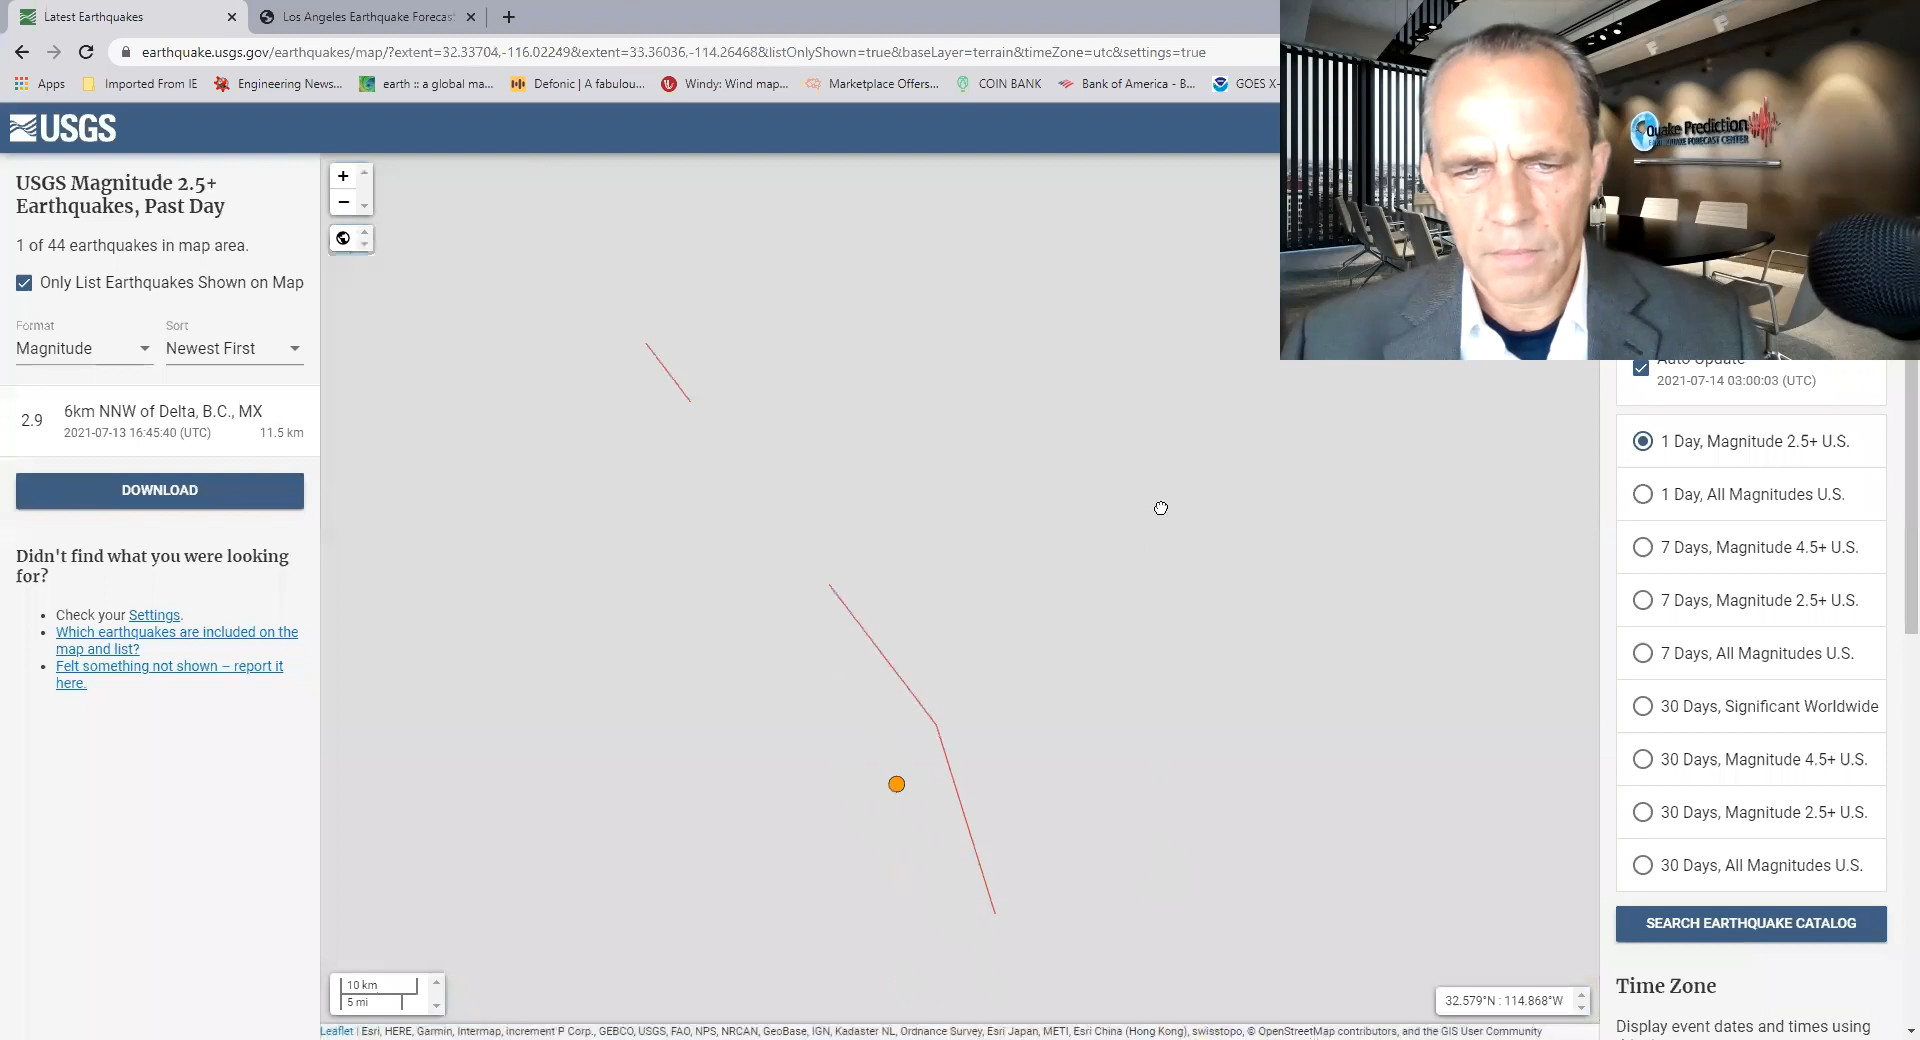 Latest Earthquakes
Los Angeles Earthquake Forecas
earthquake.usgs.gov/earthquakes/map/?extent=32.33704,-116.02249&extent=33.36036,-114.26468&listOnlyShown=true&baseLayer=terrain&timeZone=utc&settings=true
Apps Imported From IE Engineering News... earth :: a global ma... Defonic | A fabulou... Windy: Wind map... Marketplace Offers... COIN BANK Bank of America - B... GOES X-
USGS
Quake Prediction
EARTHQUAKE FORECAST CENTER
USGS Magnitude 2.5+
Earthquakes, Past Day
1 of 44 earthquakes in map area.
Only List Earthquakes Shown on Map
Format Sort
Magnitude Newest First
2.9 6km NNW of Delta, B.C., MX
2021-07-13 16:45:40 (UTC) 11.5 km
DOWNLOAD
Didn't find what you were looking
for?
• Check your Settings.
• Which earthquakes are included on the
map and list?
• Felt something not shown – report it
here.
+
−
10 km
5 mi
32.579°N : 114.868°W
Leaflet | Esri, HERE, Garmin, Intermap, increment P Corp., GEBCO, USGS, FAO, NPS, NRCAN, GeoBase, IGN, Kadaster NL, Ordnance Survey, Esri Japan, METI, Esri China (Hong Kong), swisstopo, © OpenStreetMap contributors, and the GIS User Community
Auto Update
2021-07-14 03:00:03 (UTC)
1 Day, Magnitude 2.5+ U.S.
1 Day, All Magnitudes U.S.
7 Days, Magnitude 4.5+ U.S.
7 Days, Magnitude 2.5+ U.S.
7 Days, All Magnitudes U.S.
30 Days, Significant Worldwide
30 Days, Magnitude 4.5+ U.S.
30 Days, Magnitude 2.5+ U.S.
30 Days, All Magnitudes U.S.
SEARCH EARTHQUAKE CATALOG
Time Zone
Display event dates and times using